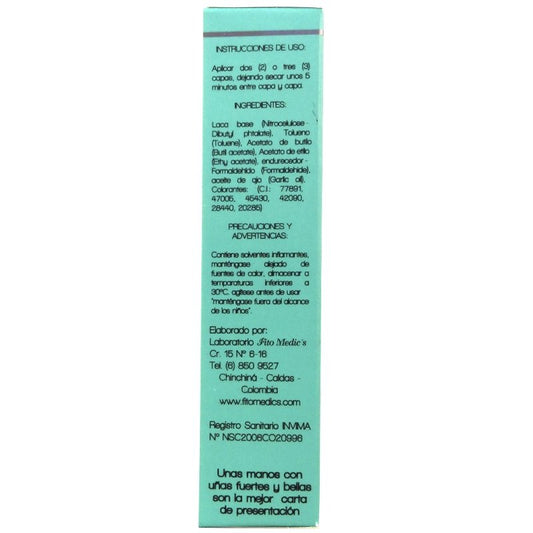 INSTRUCCIONES DE USO:
Aplicar dos (2) o tres (3)
capas, dejando secar unos 5
minutos entre capa y capa.
INGREDIENTES:
Laca base (Nitrocelulose-
Dibutyl phtalate), Tolueno
(Toluene), Acetato de butilo
(Butil acetate), Acetato de etilo
(Ethy acetate), endurecedor-
Formaldehido (Formaldehide),
aceite de ajo (Garlic oil),
Colorantes: (C.I.: 77891,
47005, 45430, 42090,
28440, 20285)
PRECAUCIONES Y
ADVERTENCIAS:
Contiene solventes inflamantes,
manténgase alejado de
fuentes de calor, almacenar a
temperaturas inferiores a
30ºC. agitese antes de usar
"manténgase fuera del alcance
de los niños".
Elaborado por:
Laboratorio Fito Medic's
Cr. 15 Nº 6-16
Tel. (6) 850 9527
Chinchiná - Caldas -
Colombia
www.fitomedics.com
Registro Sanitario INVIMA
Nº NSC2006CO20996
Unas manos con
uñas fuertes y bellas
son la mejor carta
de presentación